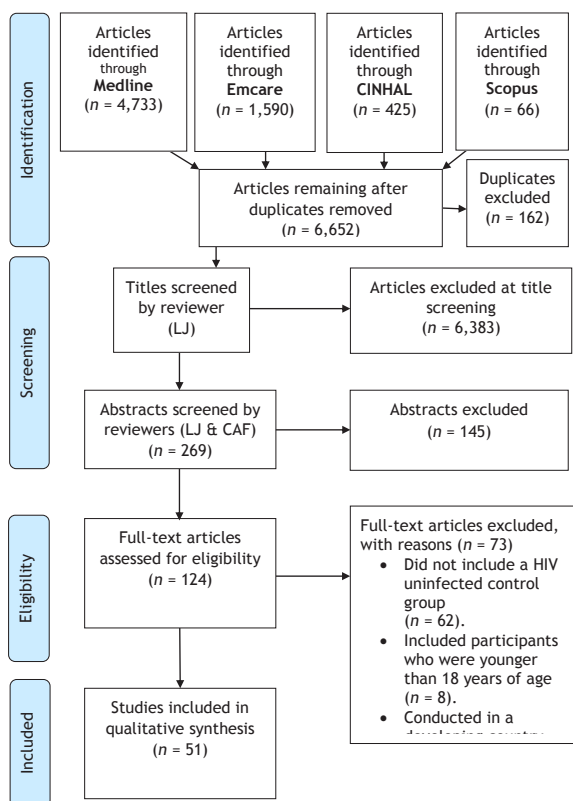 Identification
Articles
identified
through
Medline
(n = 4,733)
Articles
identified
through
Emcare
(n = 1,590)
Articles
identified
through
CINHAL
(n = 425)
Articles
identified
through
Scopus
(n = 66)
Articles remaining after
duplicates removed
(n = 6,652)
Duplicates
excluded
(n = 162)
Screening
Titles screened
by reviewer
(LJ)
Articles excluded at title
screening
(n = 6,383)
Abstracts screened by
reviewers (LJ & CAF)
(n = 269)
Abstracts excluded
(n = 145)
Eligibility
Full-text articles
assessed for eligibility
(n = 124)
Full-text articles excluded,
with reasons (n = 73)
• Did not include a HIV
uninfected control
group
(n = 62).
• Included participants
who were younger
than 18 years of age
(n = 8).
• Conducted in a
developing country
Included
Studies included in
qualitative synthesis
(n = 51)